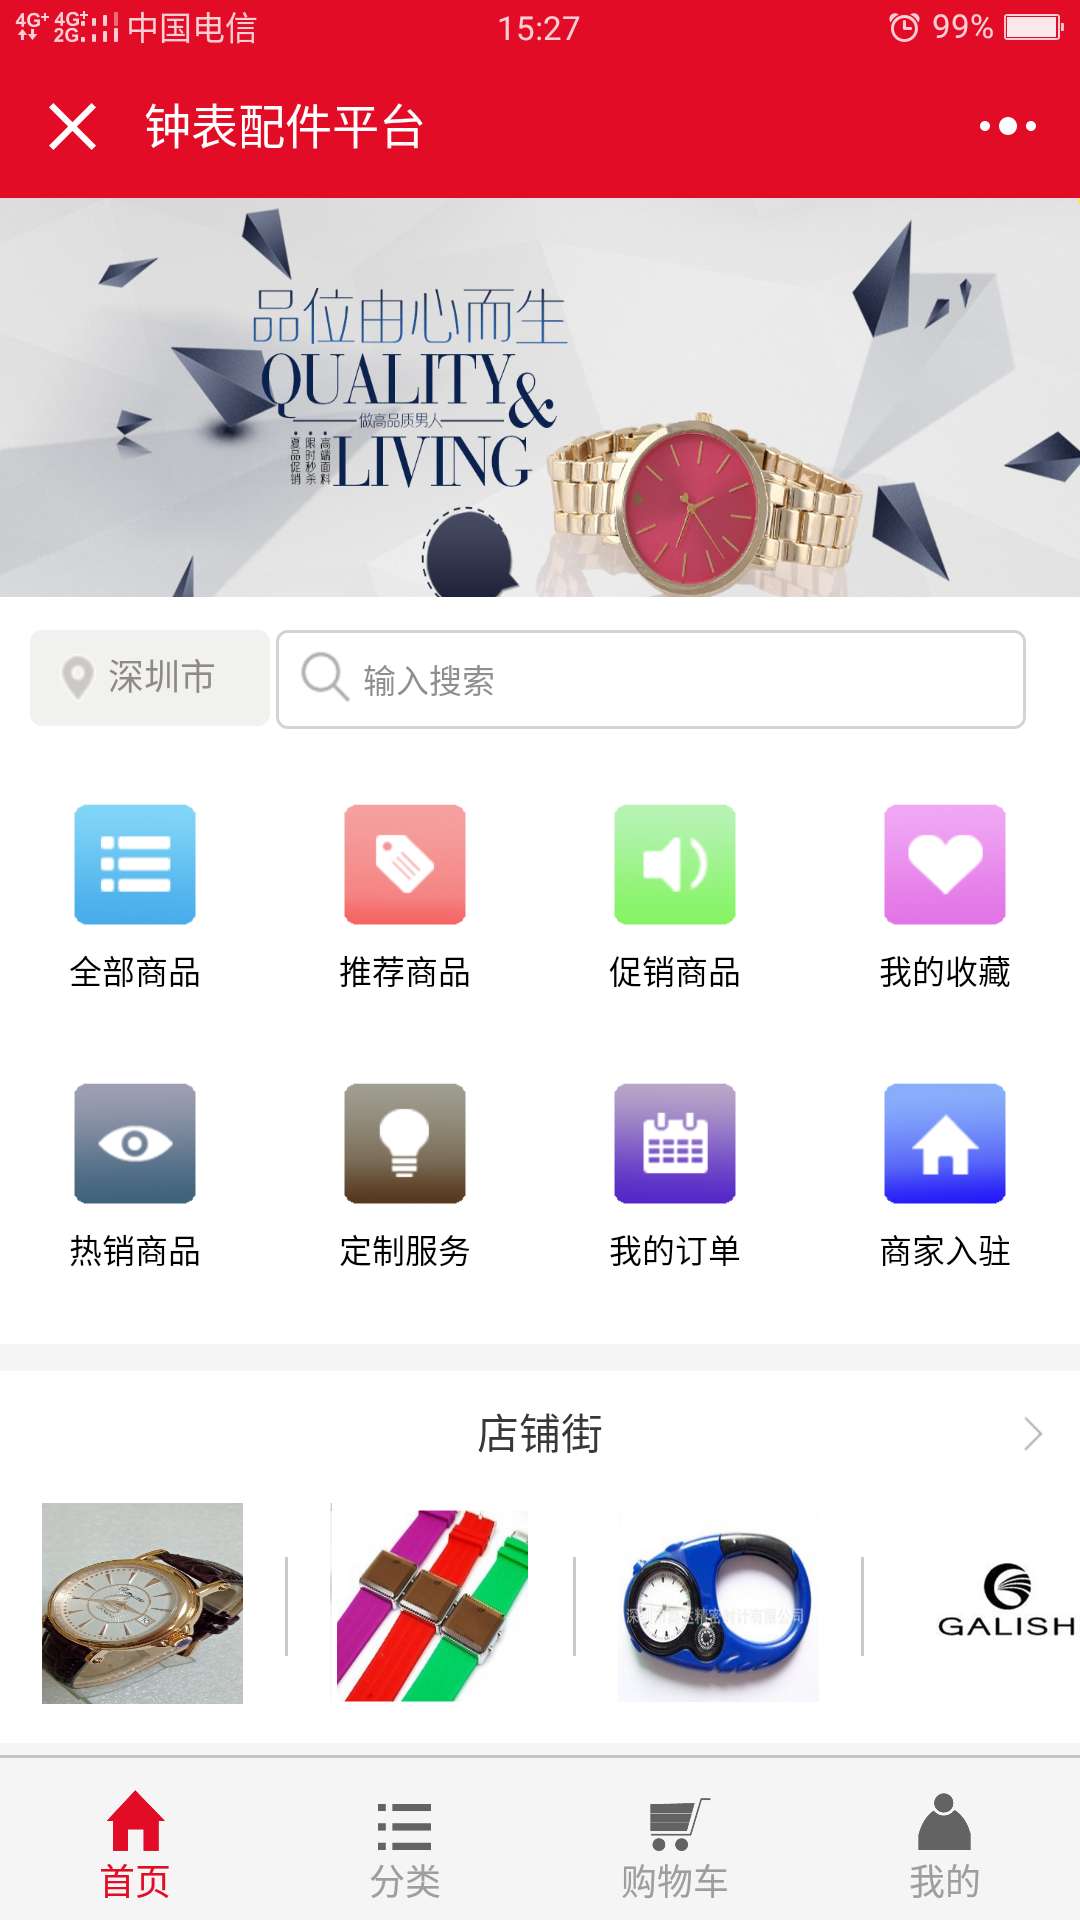 4G+ 4G+ 2G 中国电信 15:27 99%
钟表配件平台
品位由心而生
QUALITY
&
做高品质男人
LIVING
高端面料
限时秒杀
夏品促销
深圳市
输入搜索
全部商品 推荐商品 促销商品 我的收藏
热销商品 定制服务 我的订单 商家入驻
店铺街
GALISH
首页 分类 购物车 我的